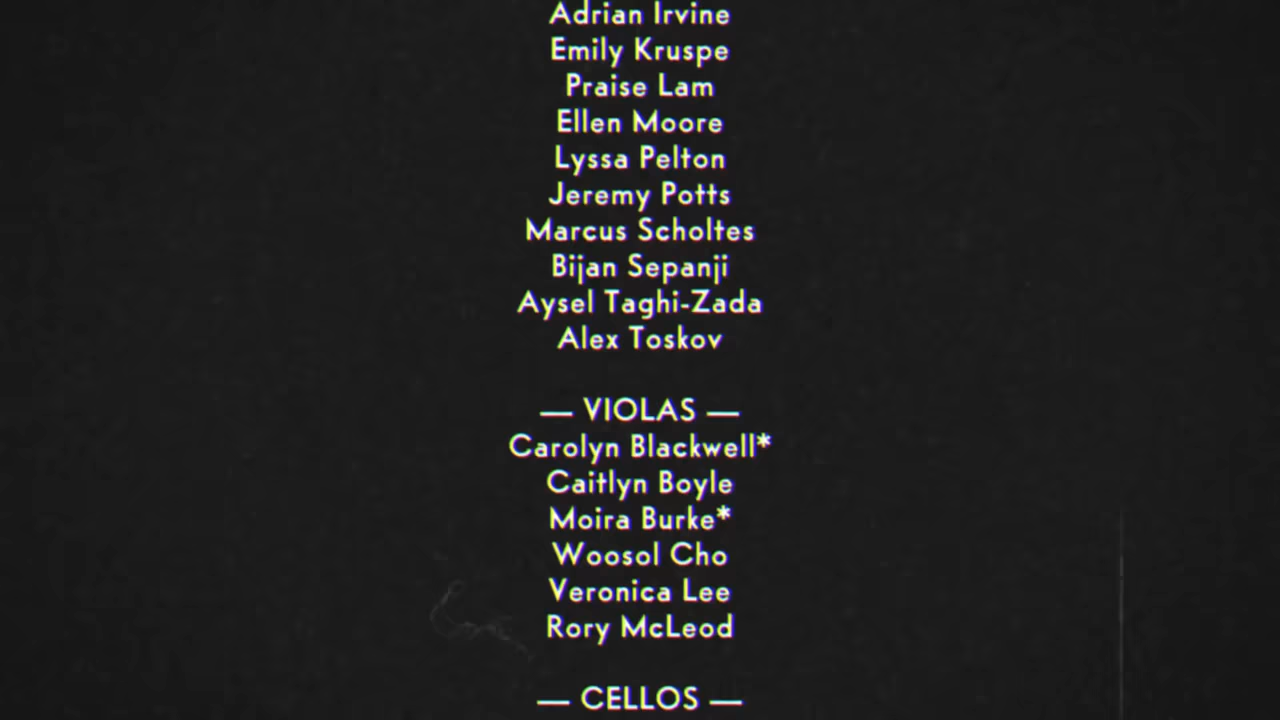 Adrian Irvine
Emily Kruspe
Praise Lam
Ellen Moore
Lyssa Pelton
Jeremy Potts
Marcus Scholtes
Bijan Sepanji
Aysel Taghi-Zada
Alex Toskov
— VIOLAS —
Carolyn Blackwell*
Caitlyn Boyle
Moira Burke*
Woosol Cho
Veronica Lee
Rory McLeod
— CELLOS —